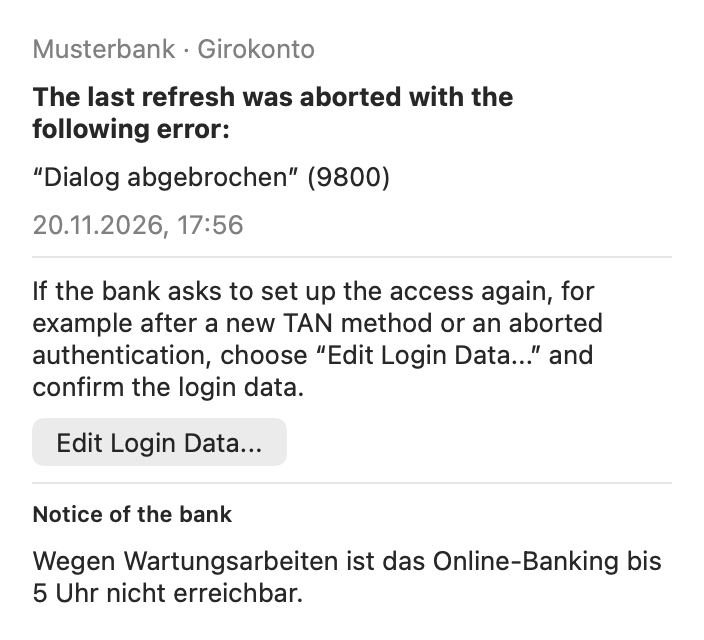 Musterbank · Girokonto
The last refresh was aborted with the
following error:
“Dialog abgebrochen” (9800)
20.11.2026, 17:56
If the bank asks to set up the access again, for
example after a new TAN method or an aborted
authentication, choose “Edit Login Data...” and
confirm the login data.
Edit Login Data...
Notice of the bank
Wegen Wartungsarbeiten ist das Online-Banking bis
5 Uhr nicht erreichbar.